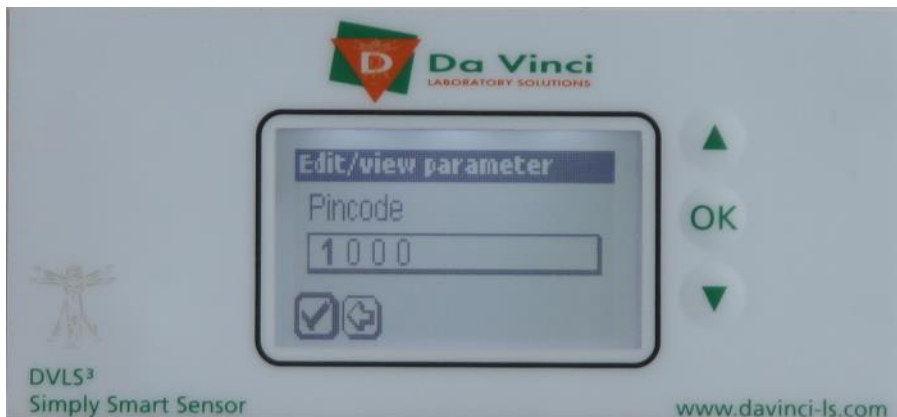 D
Da Vinci
LABORATORY SOLUTIONS
Edit/view parameter
Pincode
1000
OK
DVLS³
Simply Smart Sensor
www.davinci-ls.com